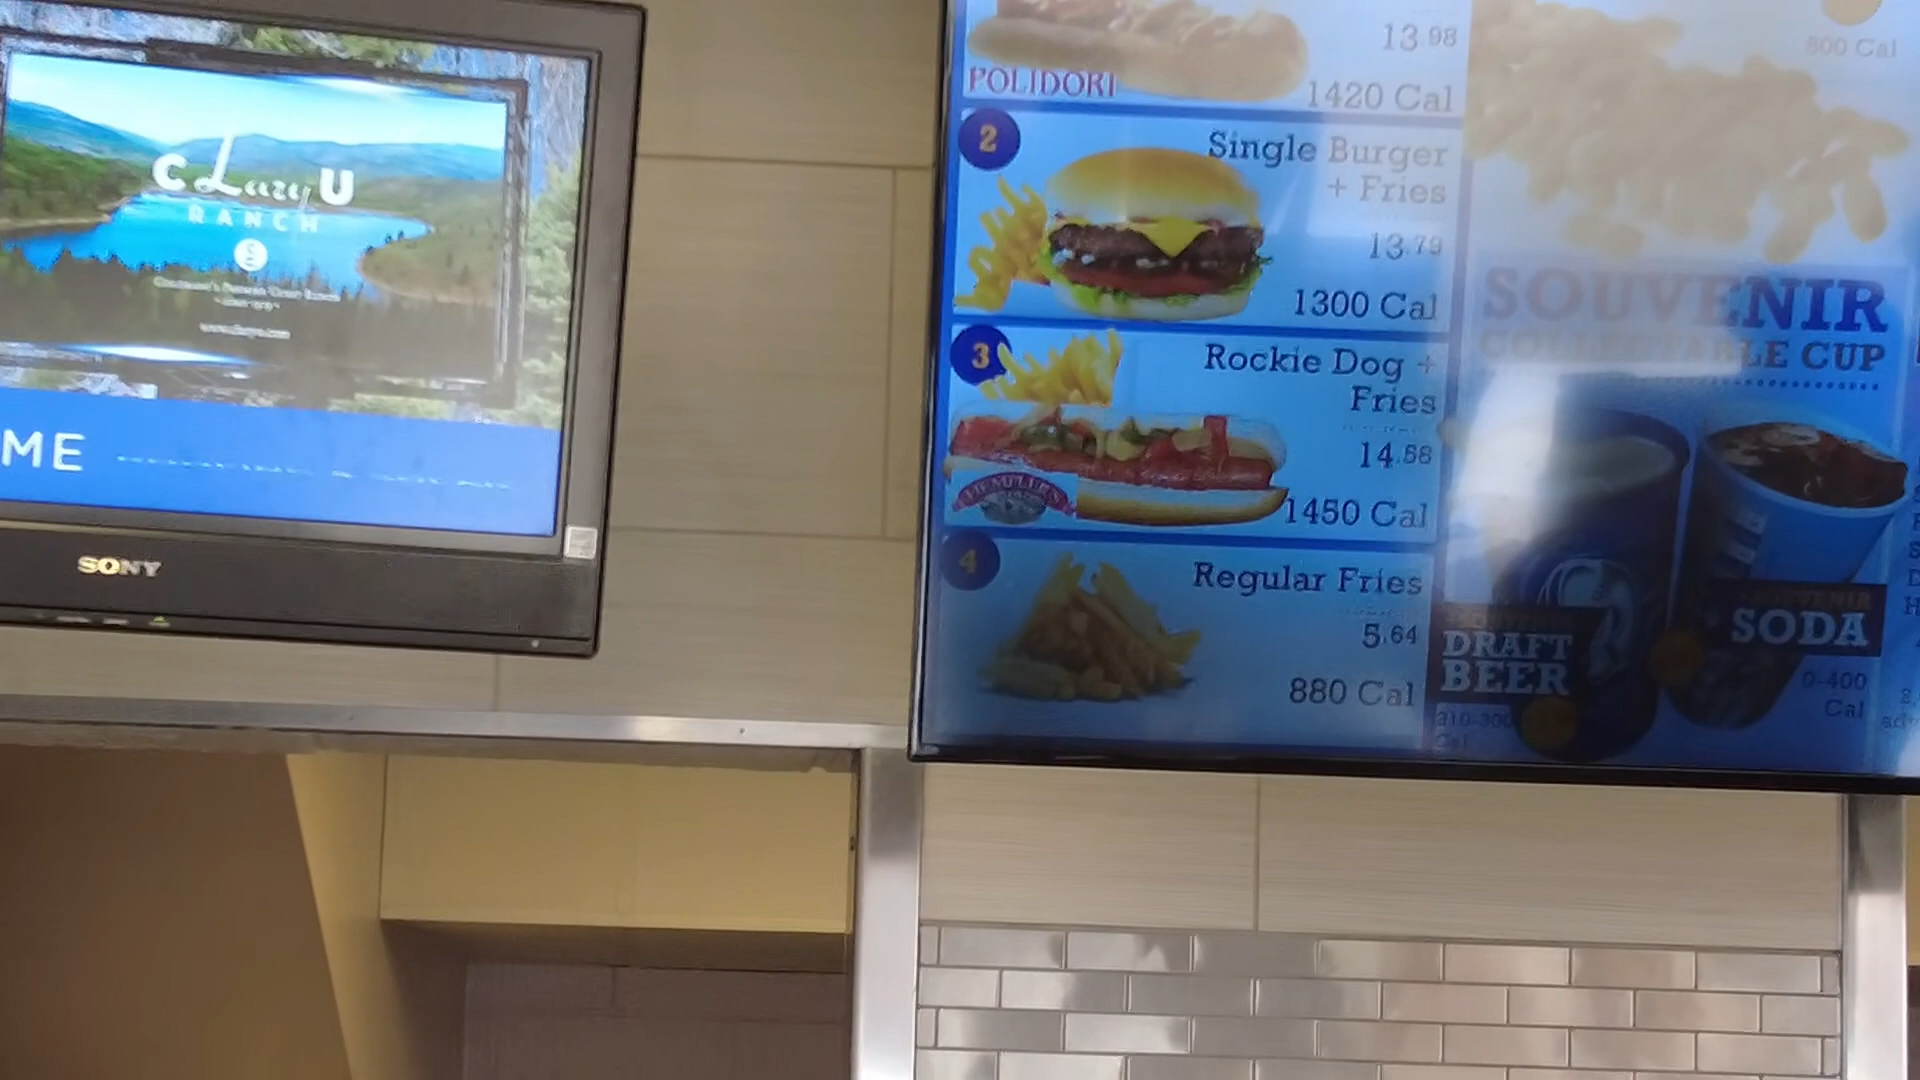 C Lazy U
RANCH
ME
SONY
13.98
POLIDORI
1420 Cal
2
Single Burger
+ Fries
13.79
1300 Cal
3
Rockie Dog +
Fries
1450 Cal
4
Regular Fries
5.64
880 Cal
800 Cal
SOUVENIR
CUP
DRAFT
BEER
Cal
SOUVENIR
SODA
0-400
Cal